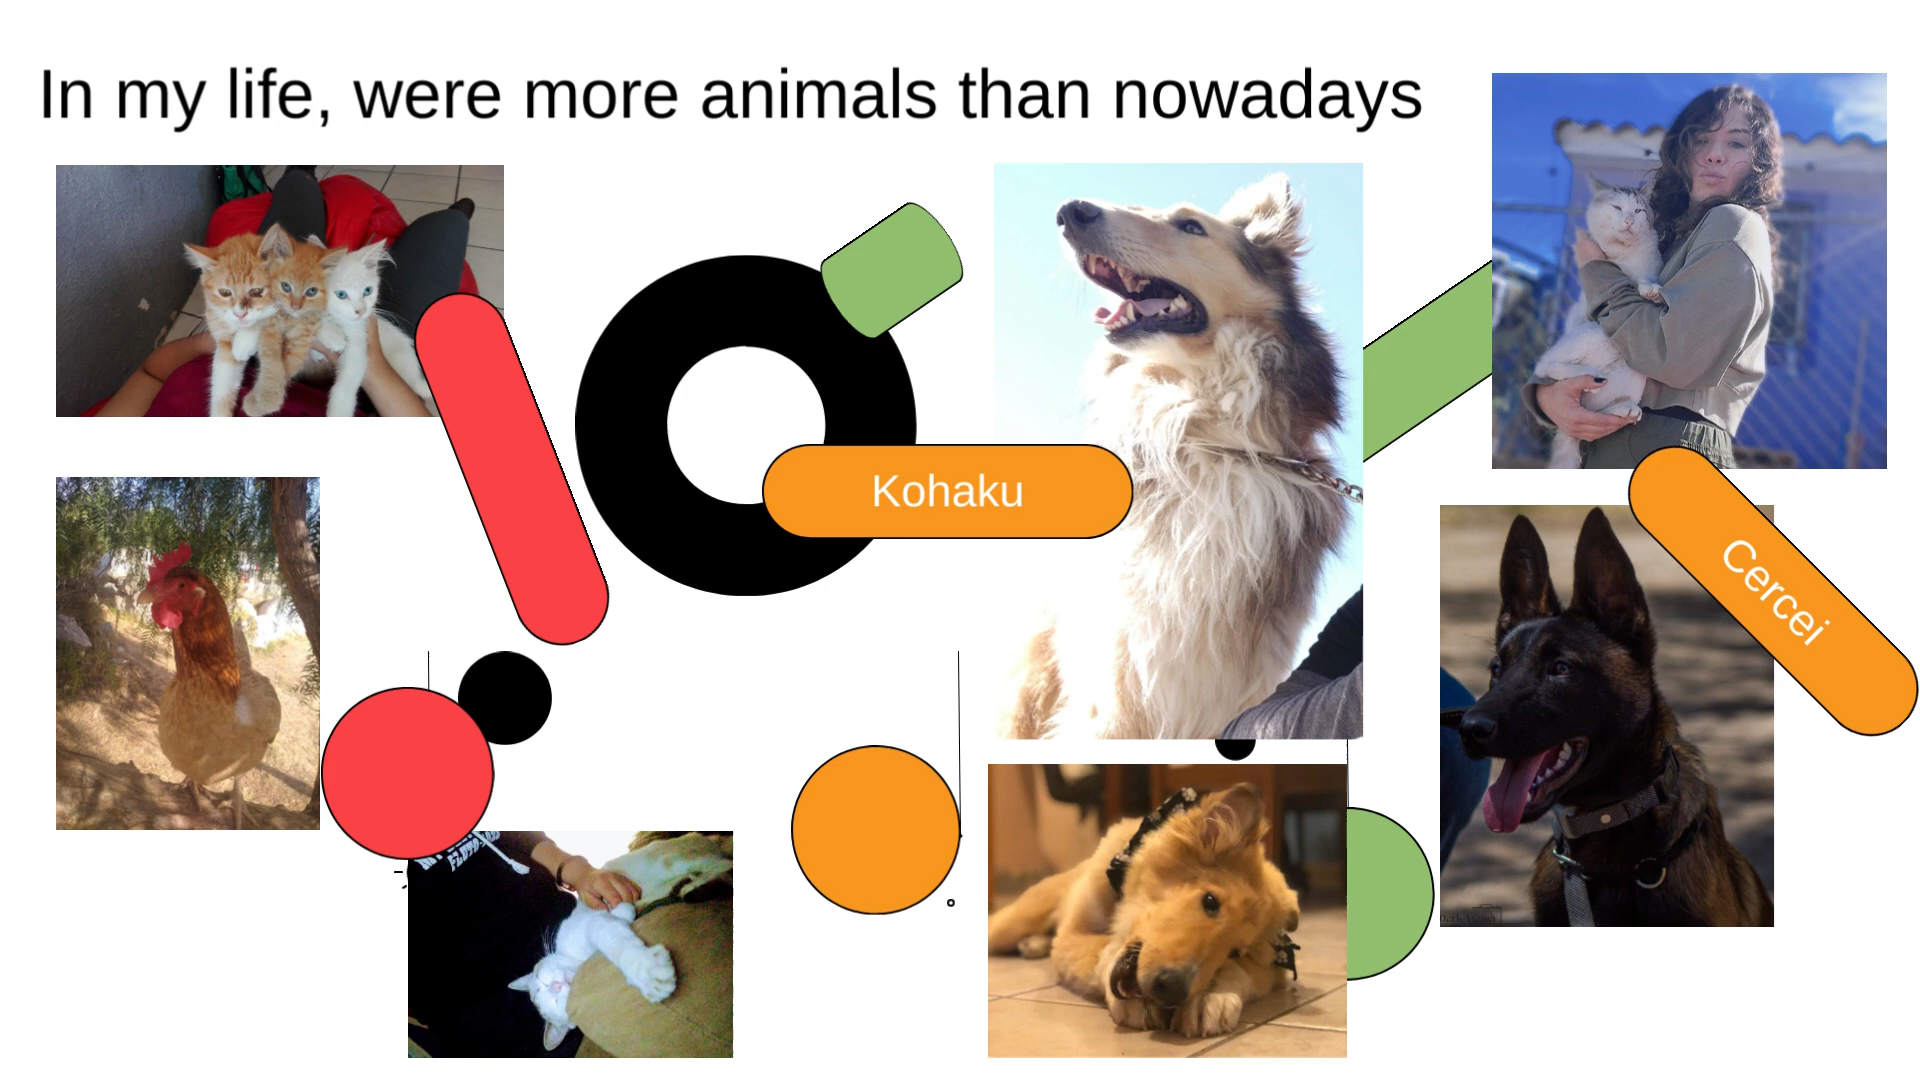 In my life, were more animals than nowadays
Kohaku
Cercei